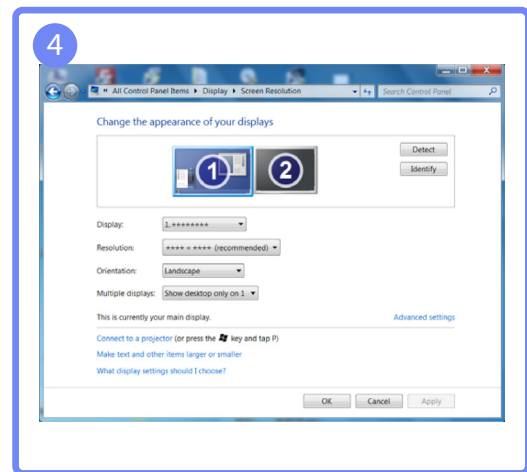 4
« All Control Panel Items ▸ Display ▸ Screen Resolution
Search Control Panel
Change the appearance of your displays
1
2
Detect
Identify
Display: 1.********
Resolution: **** × **** (recommended)
Orientation: Landscape
Multiple displays: Show desktop only on 1
This is currently your main display.
Advanced settings
Connect to a projector (or press the key and tap P)
Make text and other items larger or smaller
What display settings should I choose?
OK
Cancel
Apply